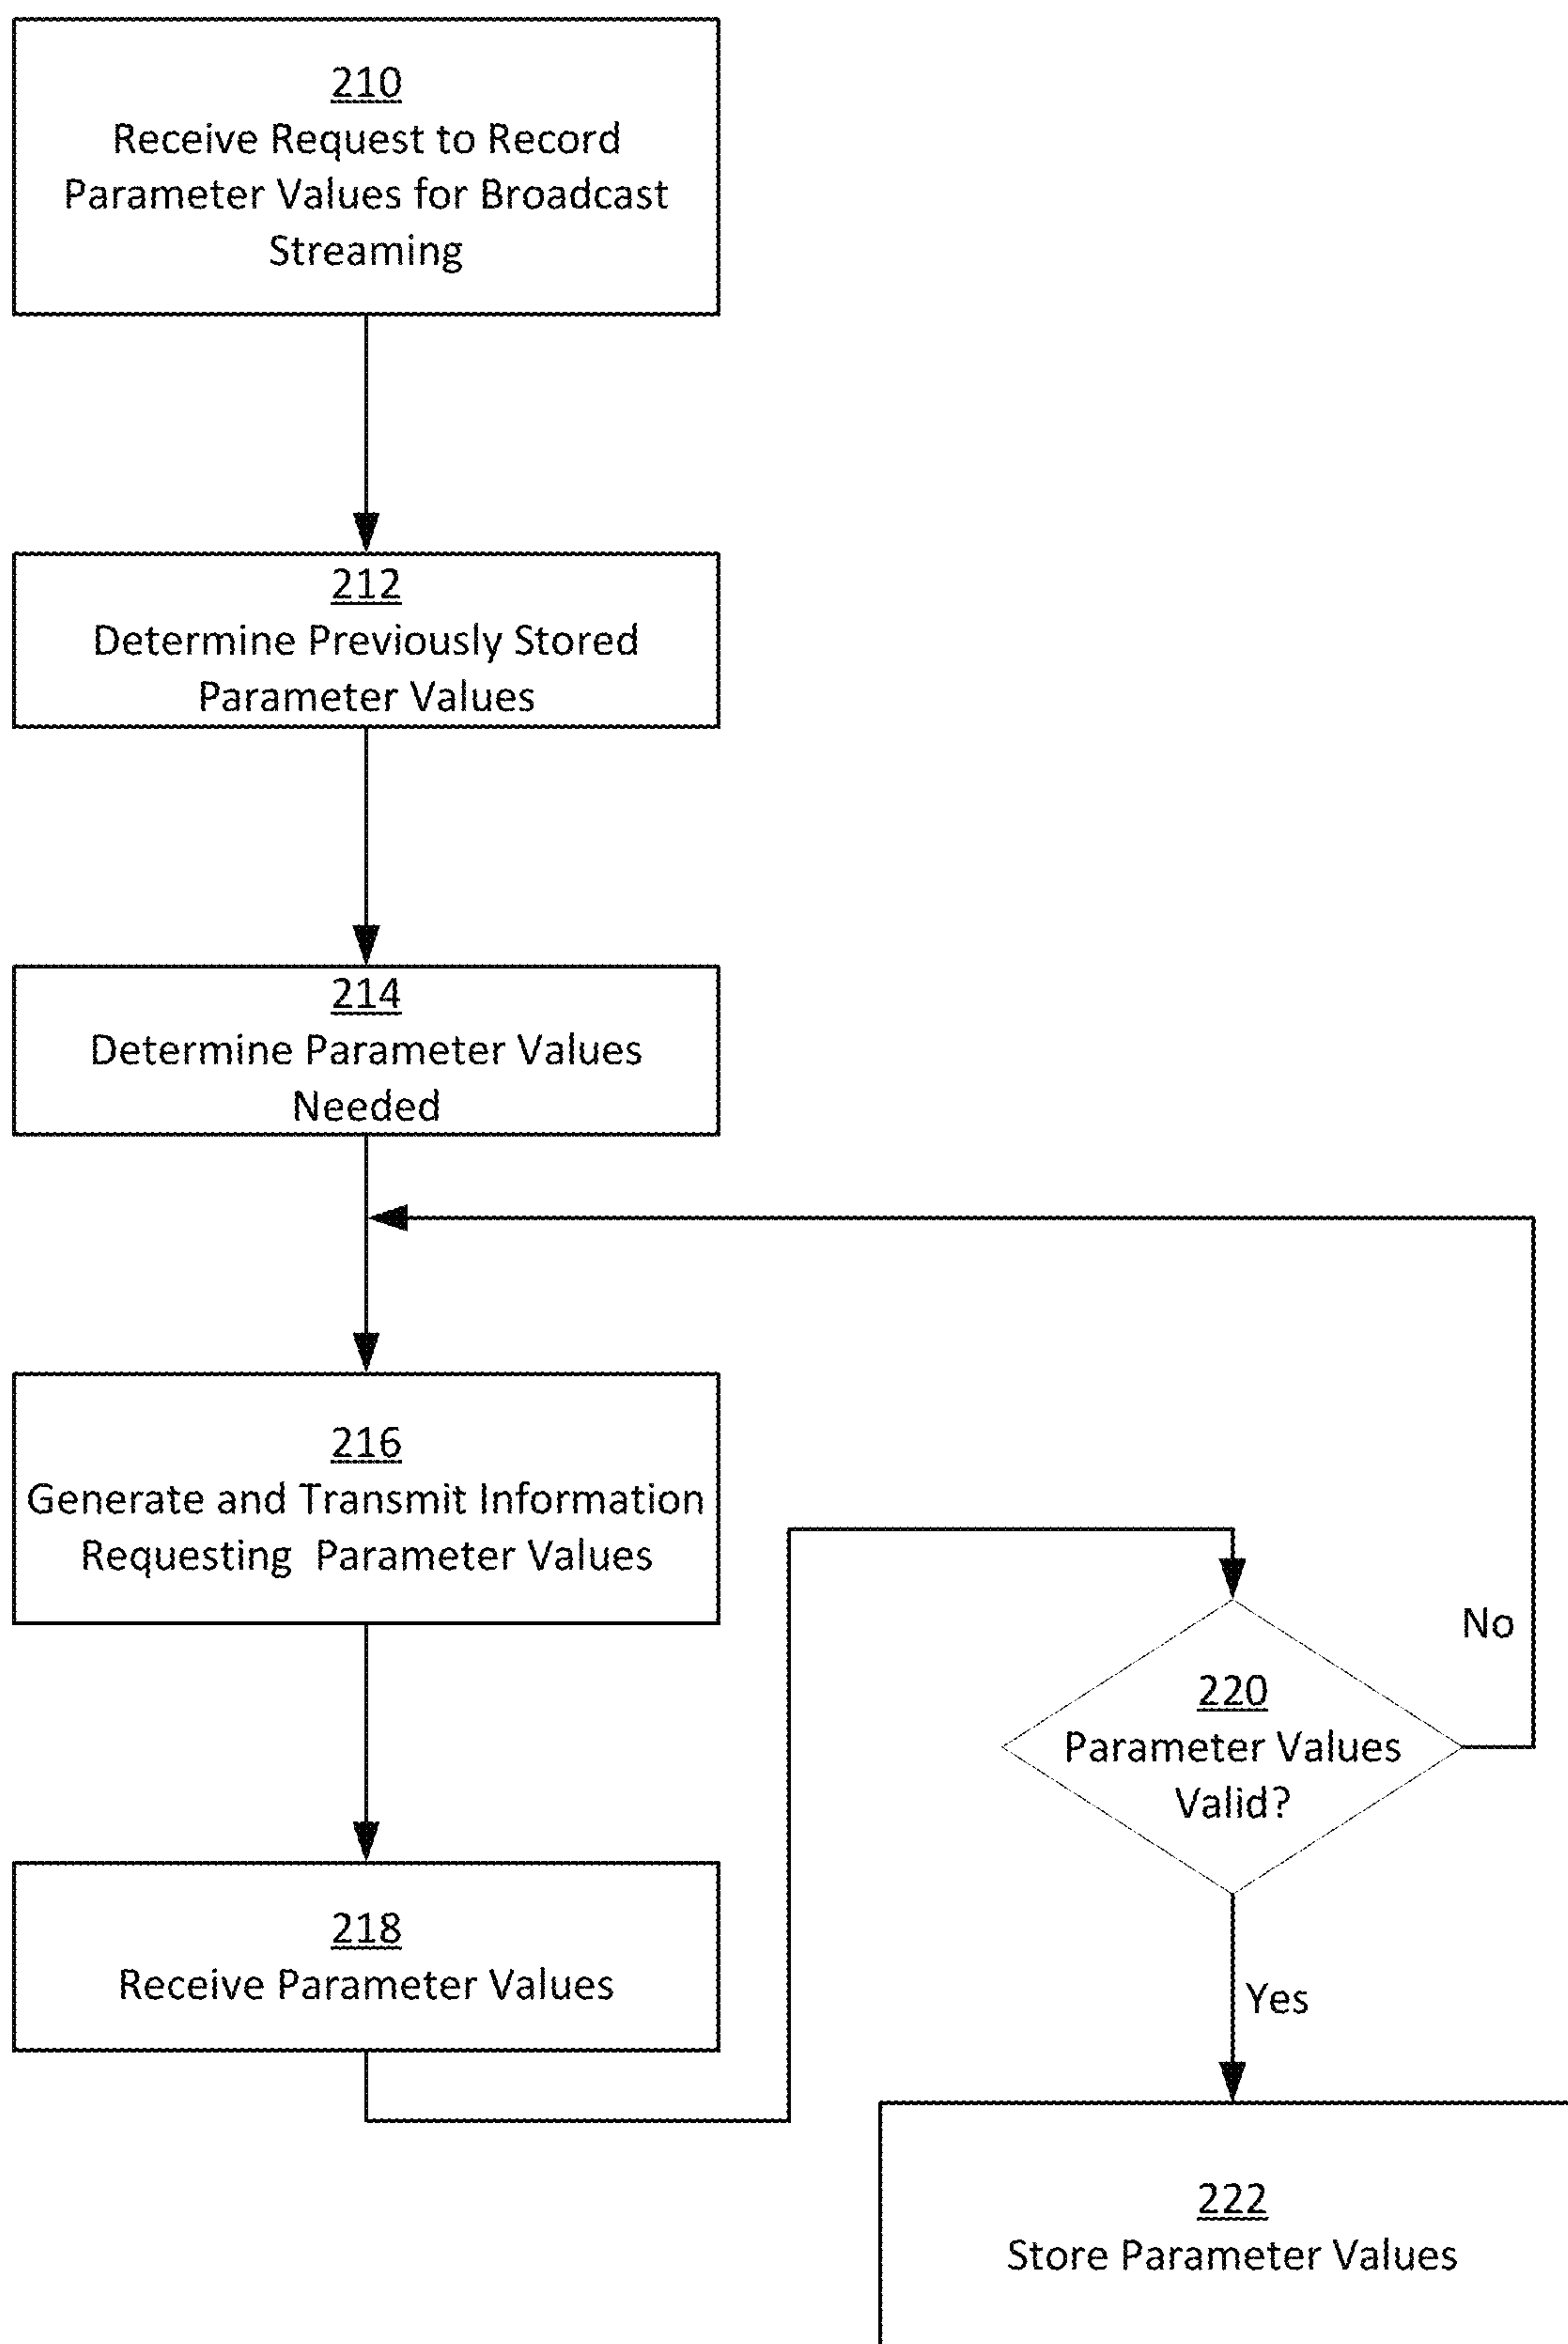 210
Receive Request to Record
Parameter Values for Broadcast
Streaming
212
Determine Previously Stored
Parameter Values
214
Determine Parameter Values
Needed
216
Generate and Transmit Information
Requesting Parameter Values
218
Receive Parameter Values
220
Parameter Values
Valid?
No
Yes
222
Store Parameter Values